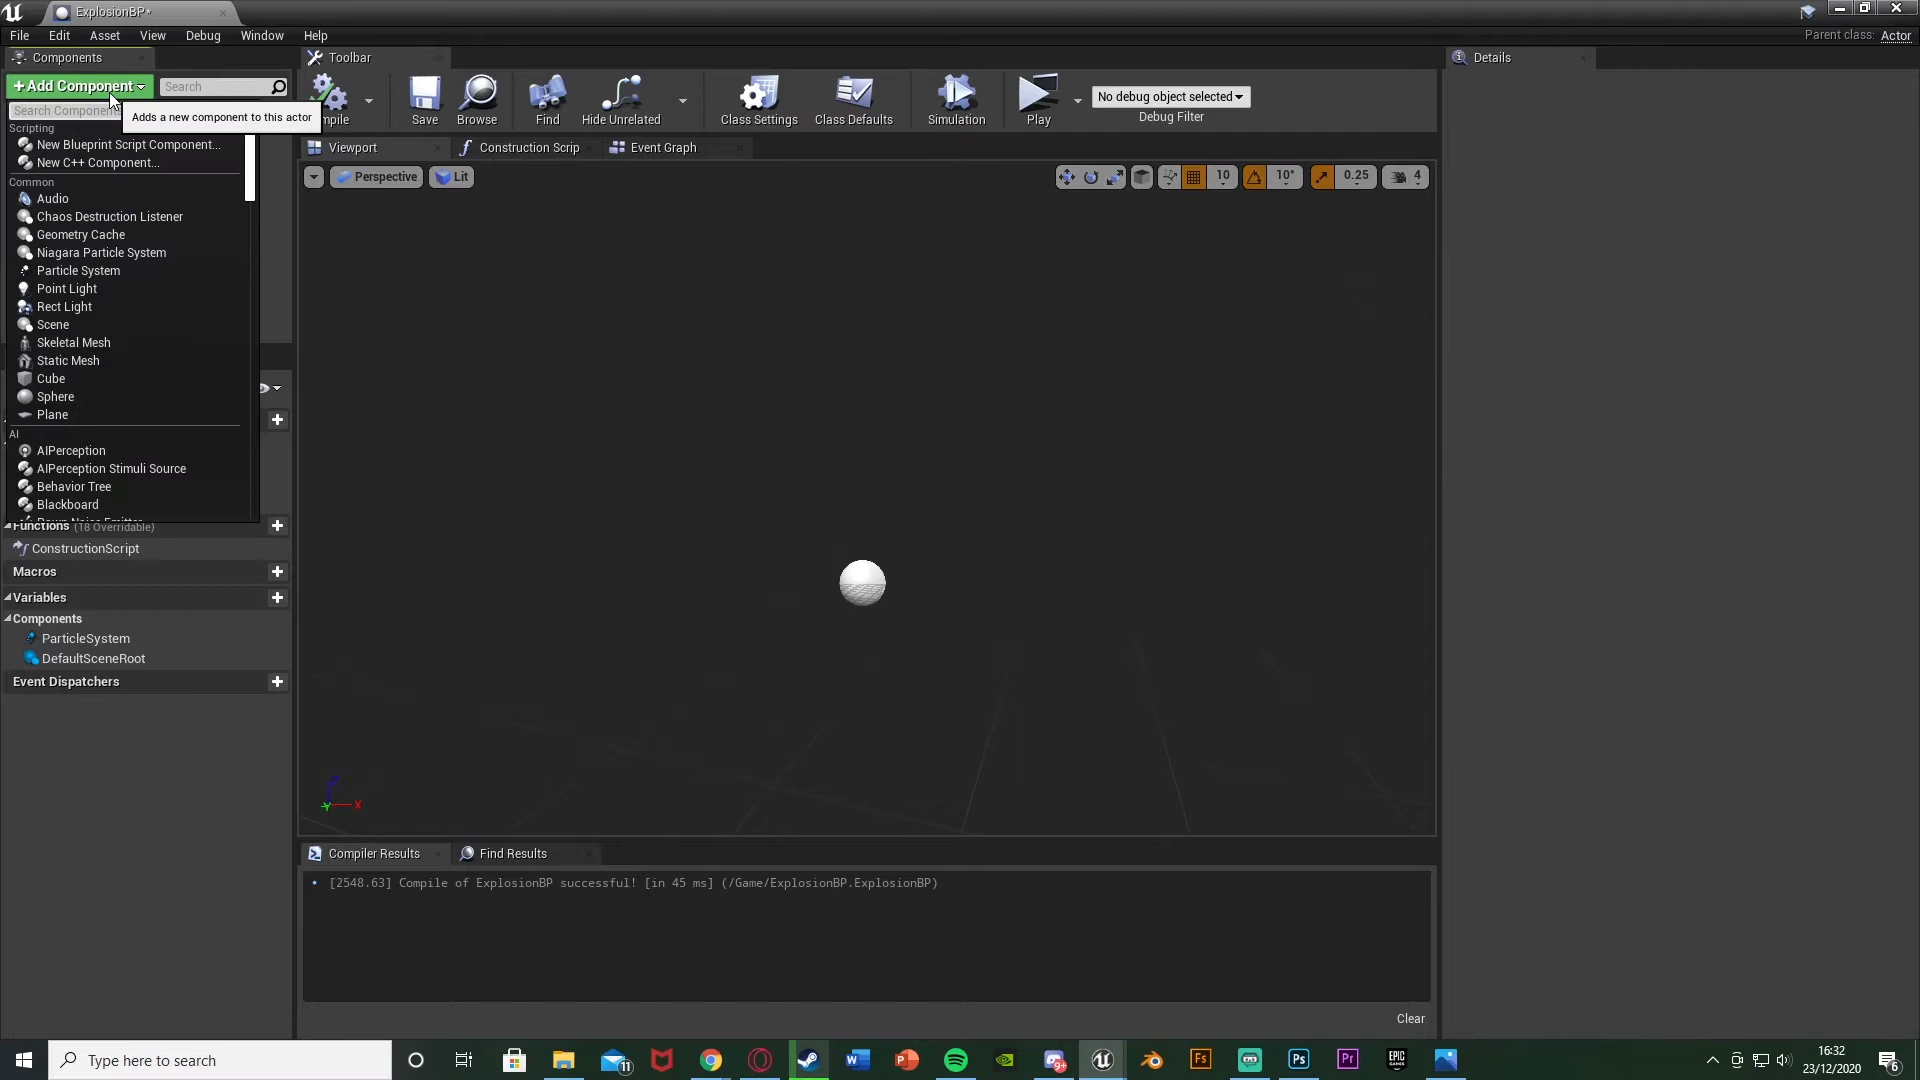 ExplosionBP•
File Edit Asset View Debug Window Help
Parent class: Actor
Components
Toolbar
Details
+Add Component
Search
Search Component
Adds a new component to this actor
Save
Browse
Find
Hide Unrelated
Class Settings
Class Defaults
Simulation
Play
No debug object selected
Debug Filter
Scripting
New Blueprint Script Component...
New C++ Component...
Common
Audio
Chaos Destruction Listener
Geometry Cache
Niagara Particle System
Particle System
Point Light
Rect Light
Scene
Skeletal Mesh
Static Mesh
Cube
Sphere
Plane
AI
AIPerception
AIPerception Stimuli Source
Behavior Tree
Blackboard
Viewport
Construction Scrip
Event Graph
Perspective
Lit
10
10°
0.25
4
X
Functions (18 Overridable)
ConstructionScript
Macros
Variables
Components
ParticleSystem
DefaultSceneRoot
Event Dispatchers
Compiler Results
Find Results
[2548.63] Compile of ExplosionBP successful! [in 45 ms] (/Game/ExplosionBP.ExplosionBP)
Clear
Type here to search
11
9+
16:32
23/12/2020
6